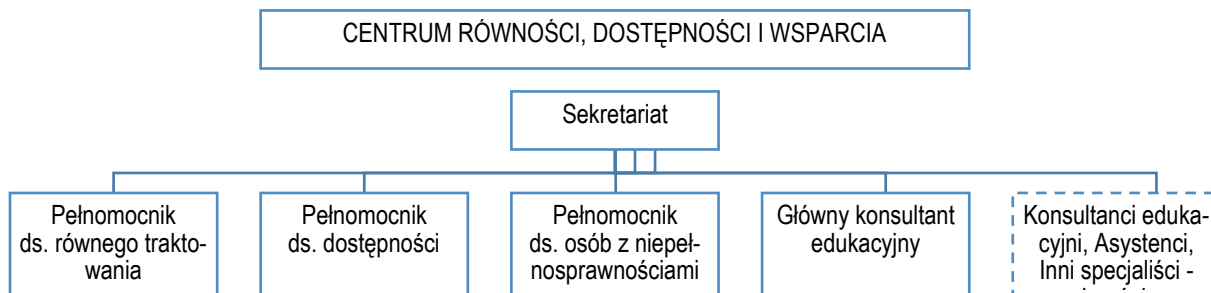 CENTRUM RÓWNOŚCI, DOSTĘPNOŚCI I WSPARCIA
Sekretariat
Pełnomocnik
ds. równego trakto-
wania
Pełnomocnik
ds. dostępności
Pełnomocnik
ds. osób z niepeł-
nosprawnościami
Główny konsultant
edukacyjny
Konsultanci eduka-
cyjni, Asystenci,
Inni specjaliści -